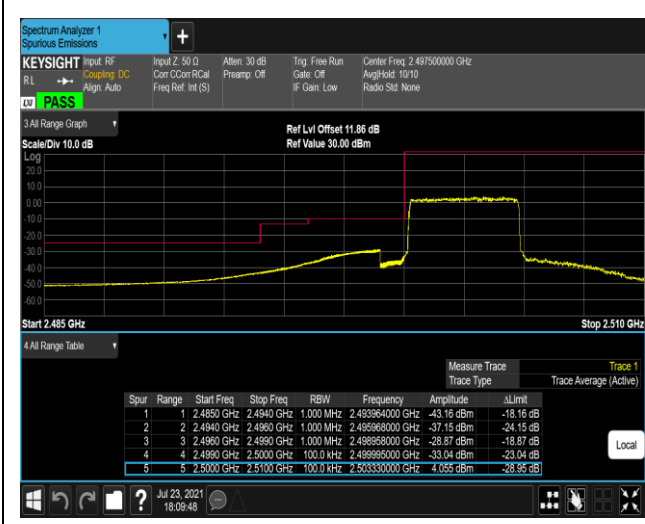 Spectrum Analyzer 1
Spurious Emissions
+
KEYSIGHT Input: RF Input Z: 50 Ω Atten: 30 dB Trig: Free Run Center Freq: 2.497500000 GHz
RL Coupling: DC Corr CCorr RCal Preamp: Off Gate: Off Avg|Hold: 10/10
Align: Auto Freq Ref: Int (S) IF Gain: Low Radio Std: None
LXI PASS
3 All Range Graph
Ref Lvl Offset 11.86 dB
Scale/Div 10.0 dB Ref Value 30.00 dBm
Log
20.0
10.0
0.00
-10.0
-20.0
-30.0
-40.0
-50.0
-60.0
Start 2.485 GHz Stop 2.510 GHz
4 All Range Table
Measure Trace Trace 1
Trace Type Trace Average (Active)
Spur Range Start Freq Stop Freq RBW Frequency Amplitude ΔLimit
1 1 2.4850 GHz 2.4940 GHz 1.000 MHz 2.493964000 GHz -43.16 dBm -18.16 dB
2 2 2.4940 GHz 2.4960 GHz 1.000 MHz 2.495968000 GHz -37.15 dBm -24.15 dB
3 3 2.4960 GHz 2.4990 GHz 1.000 MHz 2.498958000 GHz -28.87 dBm -18.87 dB
4 4 2.4990 GHz 2.5000 GHz 100.0 kHz 2.499995000 GHz -33.04 dBm -23.04 dB
5 5 2.5000 GHz 2.5100 GHz 100.0 kHz 2.503330000 GHz 4.055 dBm -28.95 dB
Local
? Jul 23, 2021
18:09:48